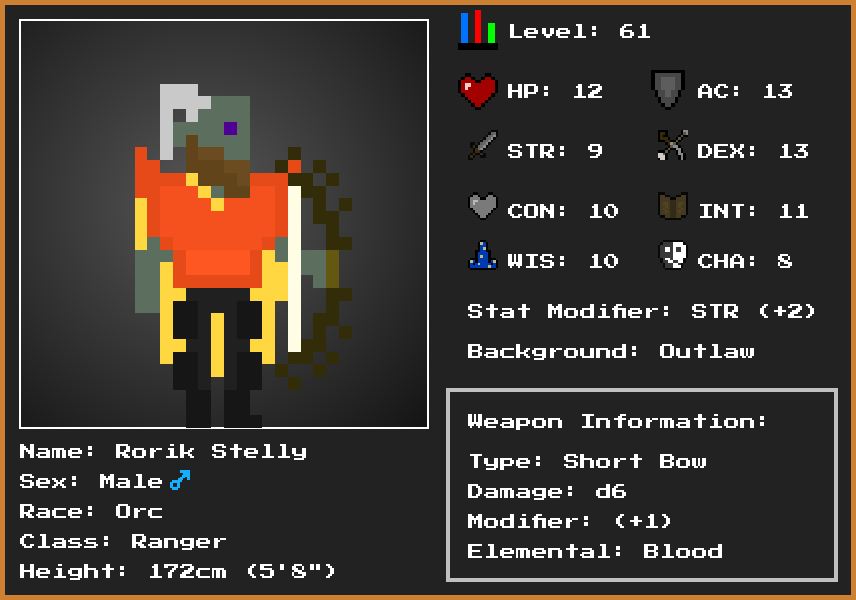 Level: 61
HP: 12
AC: 13
STR: 9
DEX: 13
CON: 10
INT: 11
WIS: 10
CHA: 8
Stat Modifier: STR (+2)
Background: Outlaw
Weapon Information:
Type: Short Bow
Damage: d6
Modifier: (+1)
Elemental: Blood
Name: Rorik Stelly
Sex: Male ♂
Race: Orc
Class: Ranger
Height: 172cm (5'8")